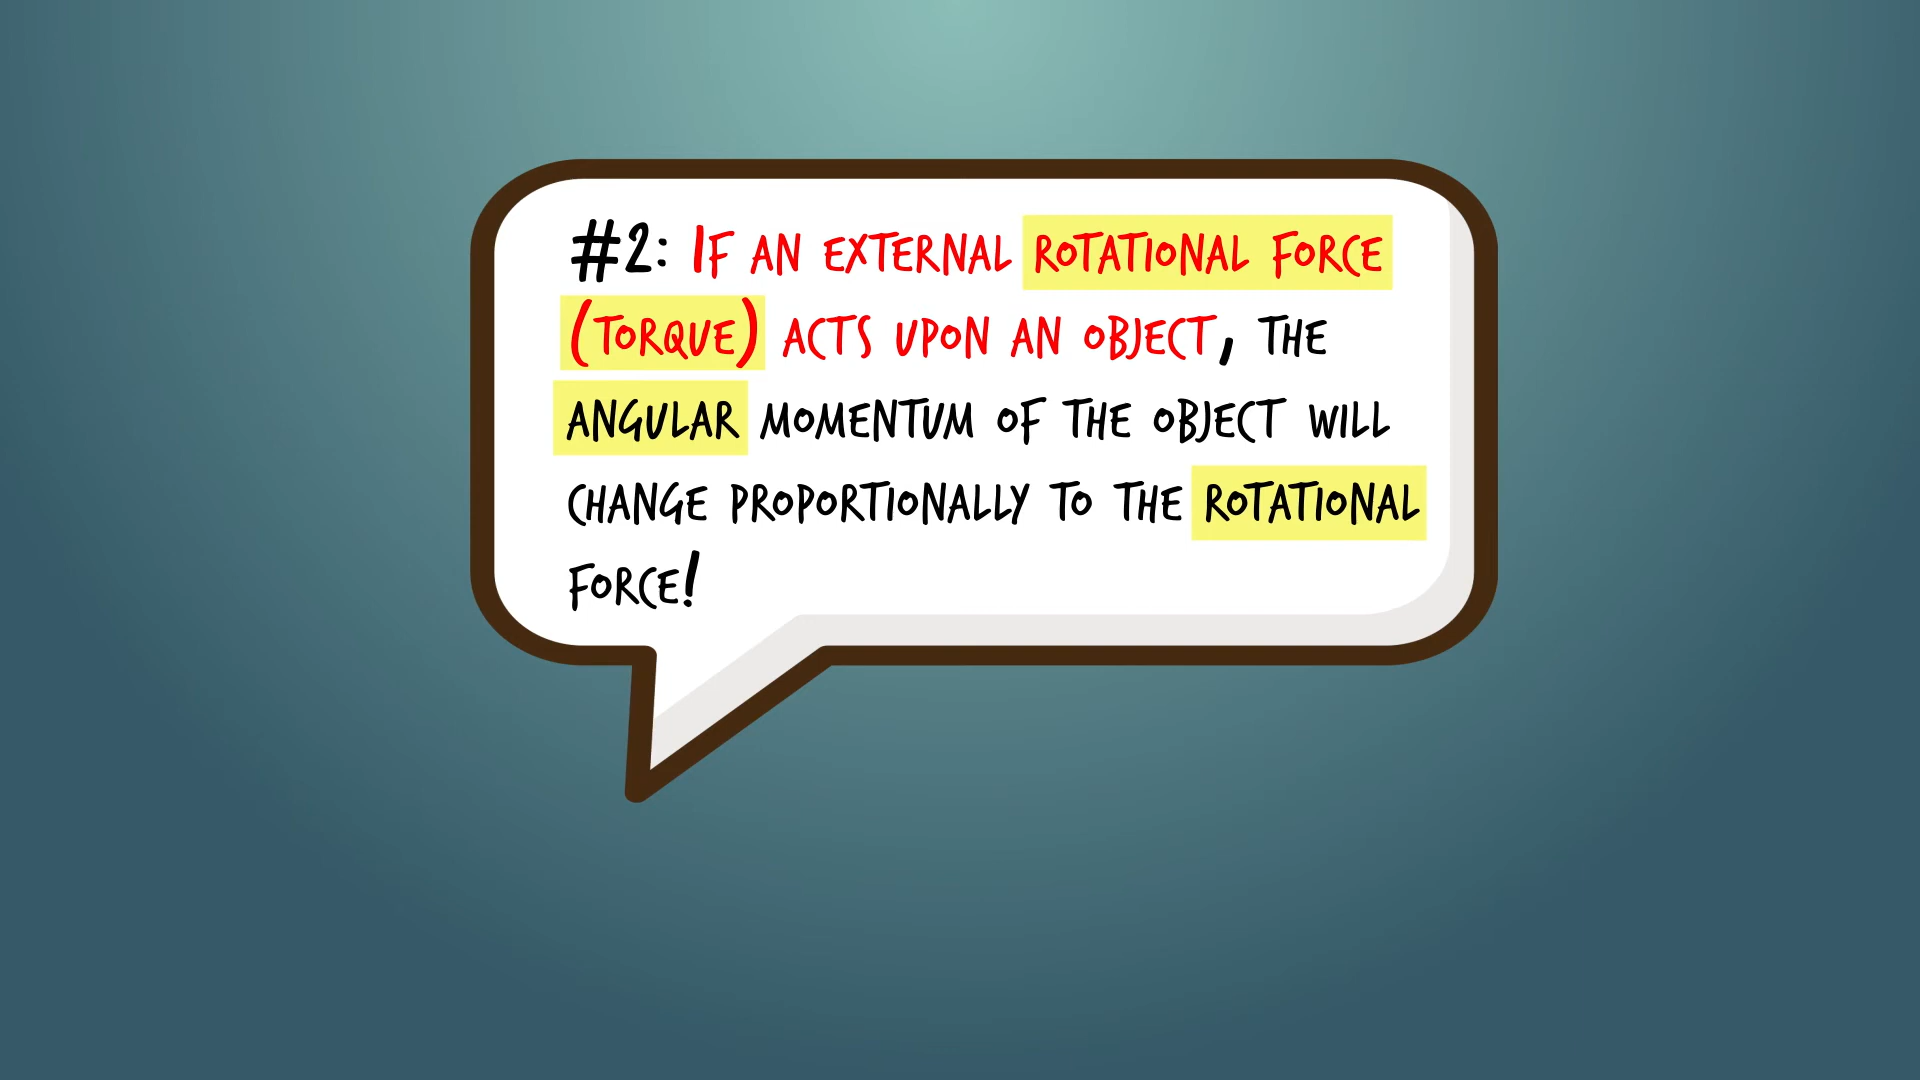 #2: If an external rotational force
(torque) acts upon an object, the
angular momentum of the object will
change proportionally to the rotational
force!